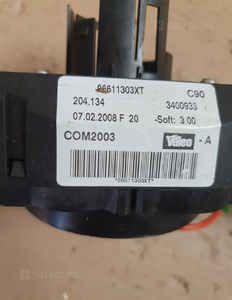 96611303XT C90
204.134 3400933
07.02.2008 F 20 -Soft: 3.00
COM2003 Valeo -A
*96611303XT*